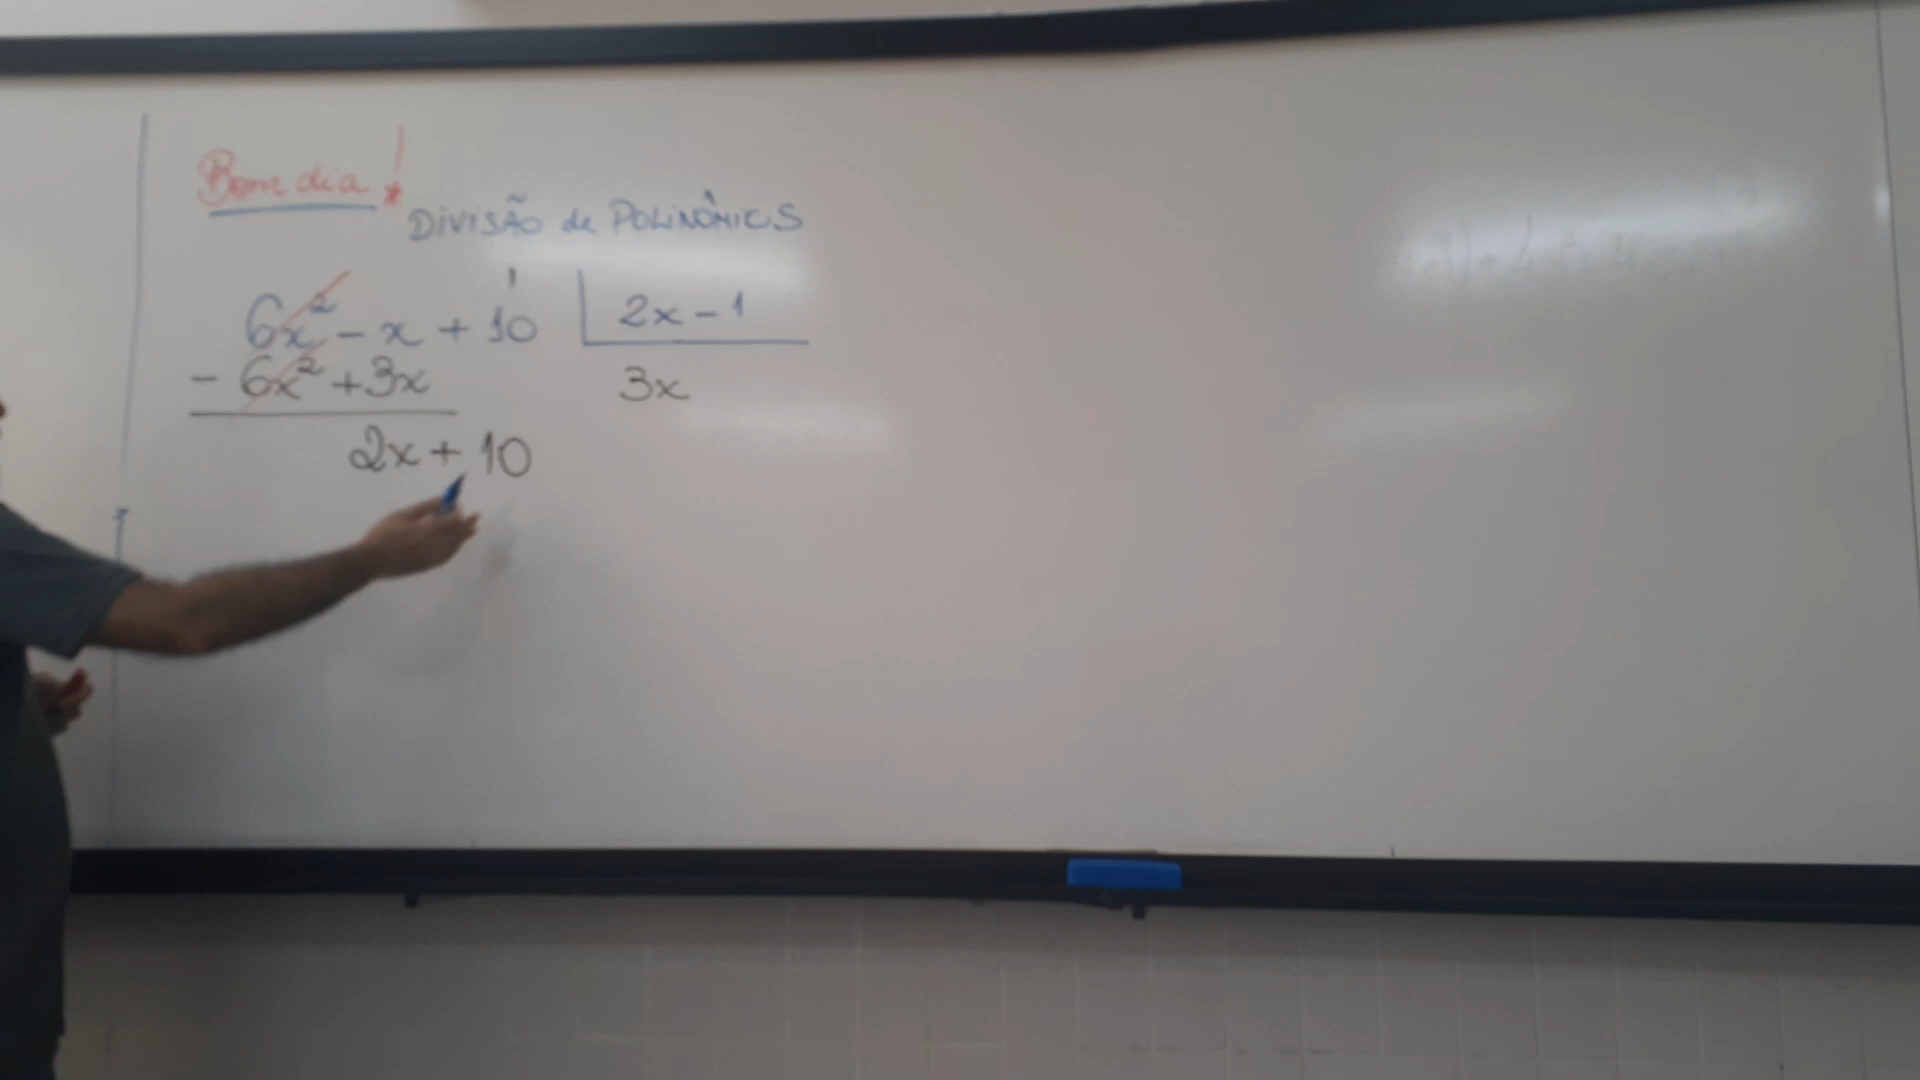 Bom dia!
DIVISÃO de POLINÔMIOS
6x² - x + 10 2x - 1
- 6x² + 3x 3x
2x + 10